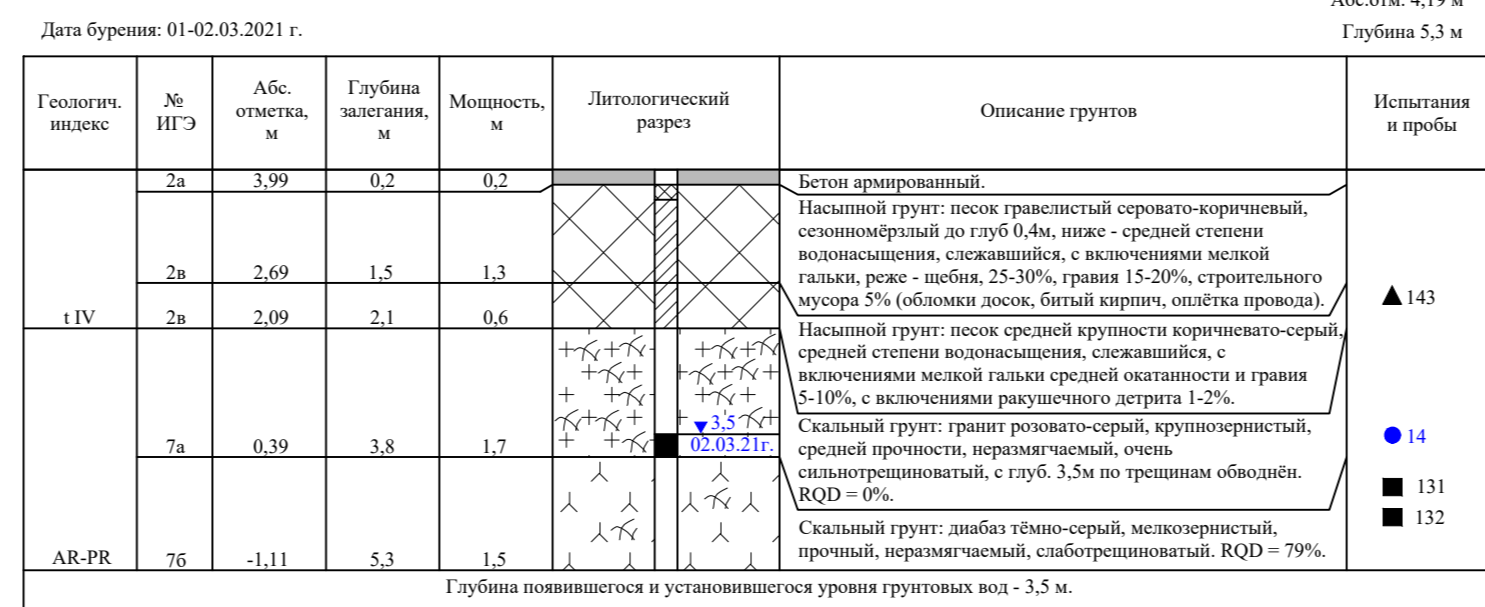 Абс.отм. 4,19 м
Дата бурения: 01-02.03.2021 г.
Глубина 5,3 м
Геологич. индекс
№ ИГЭ
Абс. отметка, м
Глубина залегания, м
Мощность, м
Литологический разрез
Описание грунтов
Испытания и пробы
2а 3,99 0,2 0,2
Бетон армированный.
Насыпной грунт: песок гравелистый серовато-коричневый,
сезонномёрзлый до глуб 0,4м, ниже - средней степени
водонасыщения, слежавшийся, с включениями мелкой
гальки, реже - щебня, 25-30%, гравия 15-20%, строительного
мусора 5% (обломки досок, битый кирпич, оплётка провода).
2в 2,69 1,5 1,3
143
t IV 2в 2,09 2,1 0,6
Насыпной грунт: песок средней крупности коричневато-серый,
средней степени водонасыщения, слежавшийся, с
включениями мелкой гальки средней окатанности и гравия
5-10%, с включениями ракушечного детрита 1-2%.
3,5
02.03.21г.
7а 0,39 3,8 1,7
Скальный грунт: гранит розовато-серый, крупнозернистый,
средней прочности, неразмягчаемый, очень
сильнотрещиноватый, с глуб. 3,5м по трещинам обводнён.
RQD = 0%.
14
131
132
Скальный грунт: диабаз тёмно-серый, мелкозернистый,
прочный, неразмягчаемый, слаботрещиноватый. RQD = 79%.
AR-PR 7б -1,11 5,3 1,5
Глубина появившегося и установившегося уровня грунтовых вод - 3,5 м.